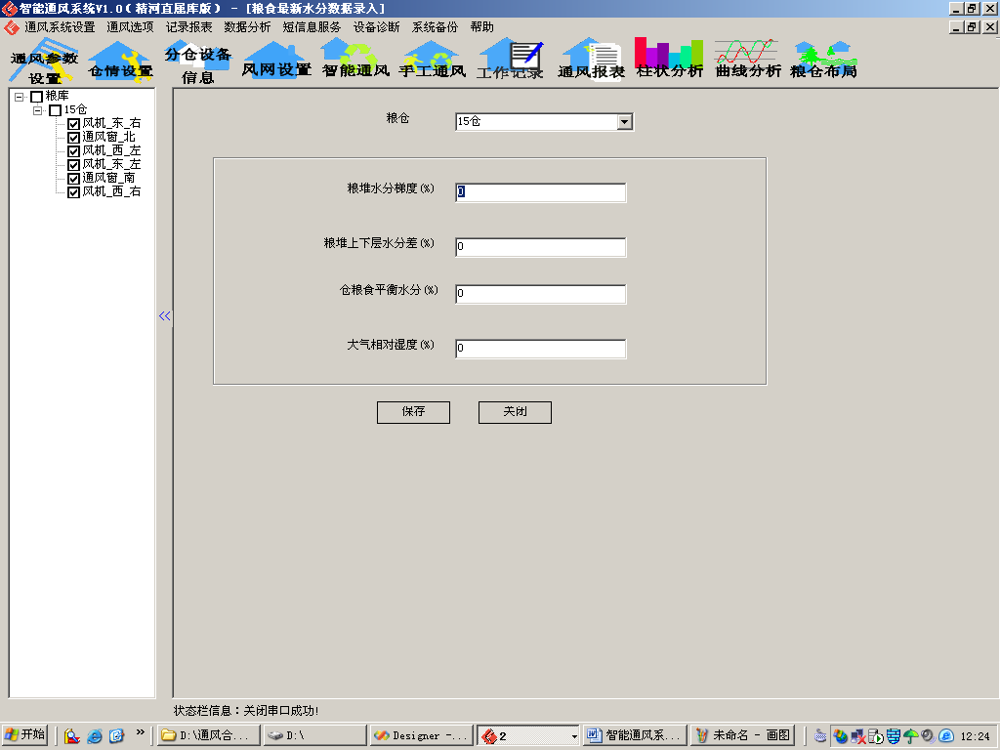 智能通风系统V1.0(精河直属库版) - [粮食最新水分数据录入]
通风系统设置 通风选项 记录报表 数据分析 短信息服务 设备诊断 系统备份 帮助
通风参数设置 仓情设置 分仓设备信息 风网设置 智能通风 手工通风 工作记录 通风报表 柱状分析 曲线分析 粮仓布局
粮库
15仓
风机_东_右
通风窗_北
风机_西_左
风机_东_左
通风窗_南
风机_西_右
<<
粮仓 15仓
粮堆水分梯度(%) 0
粮堆上下层水分差(%) 0
仓粮食平衡水分(%) 0
大气相对湿度(%) 0
保存 关闭
状态栏信息：关闭串口成功!
开始 » D:\通风合... D:\ Designer -... 2 智能通风系... 未命名 - 画图 12:24